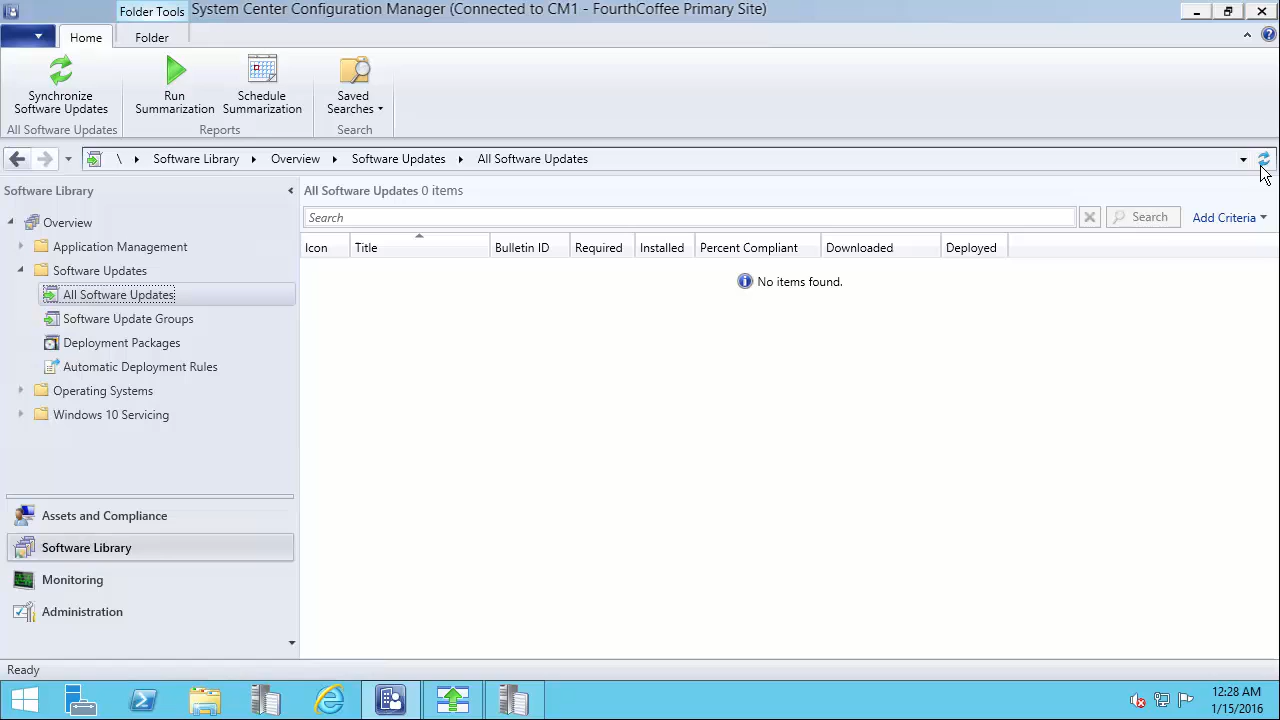 Folder Tools
System Center Configuration Manager (Connected to CM1 - FourthCoffee Primary Site)
Home
Folder
Synchronize
Software Updates
Run
Summarization
Schedule
Summarization
Saved
Searches
All Software Updates
Reports
Search
\ Software Library Overview Software Updates All Software Updates
Software Library
All Software Updates 0 items
Search
Search
Add Criteria
Icon Title Bulletin ID Required Installed Percent Compliant Downloaded Deployed
No items found.
Overview
Application Management
Software Updates
All Software Updates
Software Update Groups
Deployment Packages
Automatic Deployment Rules
Operating Systems
Windows 10 Servicing
Assets and Compliance
Software Library
Monitoring
Administration
Ready
12:28 AM
1/15/2016